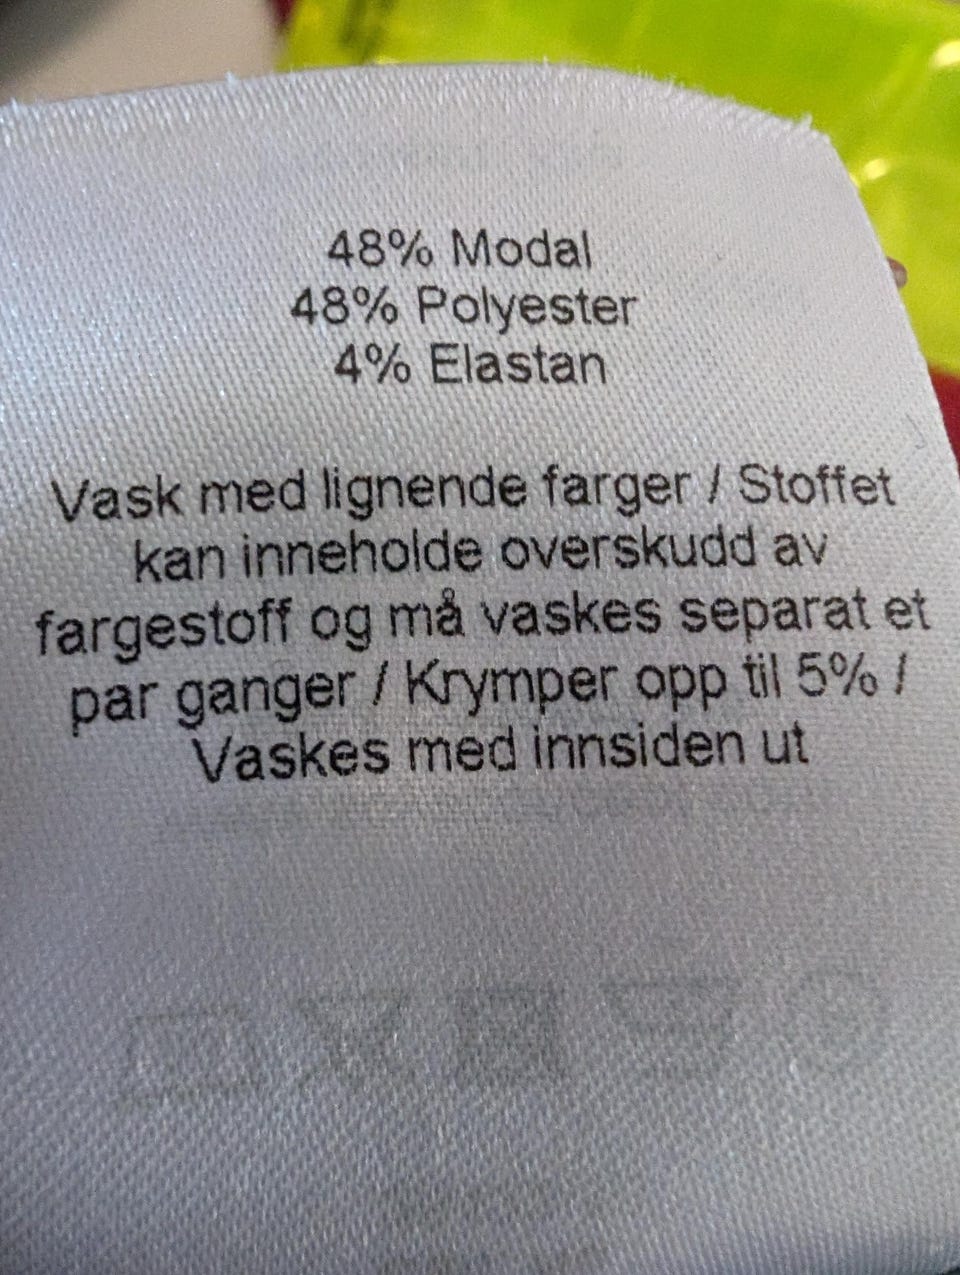 48% Modal
48% Polyester
4% Elastan
Vask med lignende farger / Stoffet
kan inneholde overskudd av
fargestoff og må vaskes separat et
par ganger / Krymper opp til 5% /
Vaskes med innsiden ut